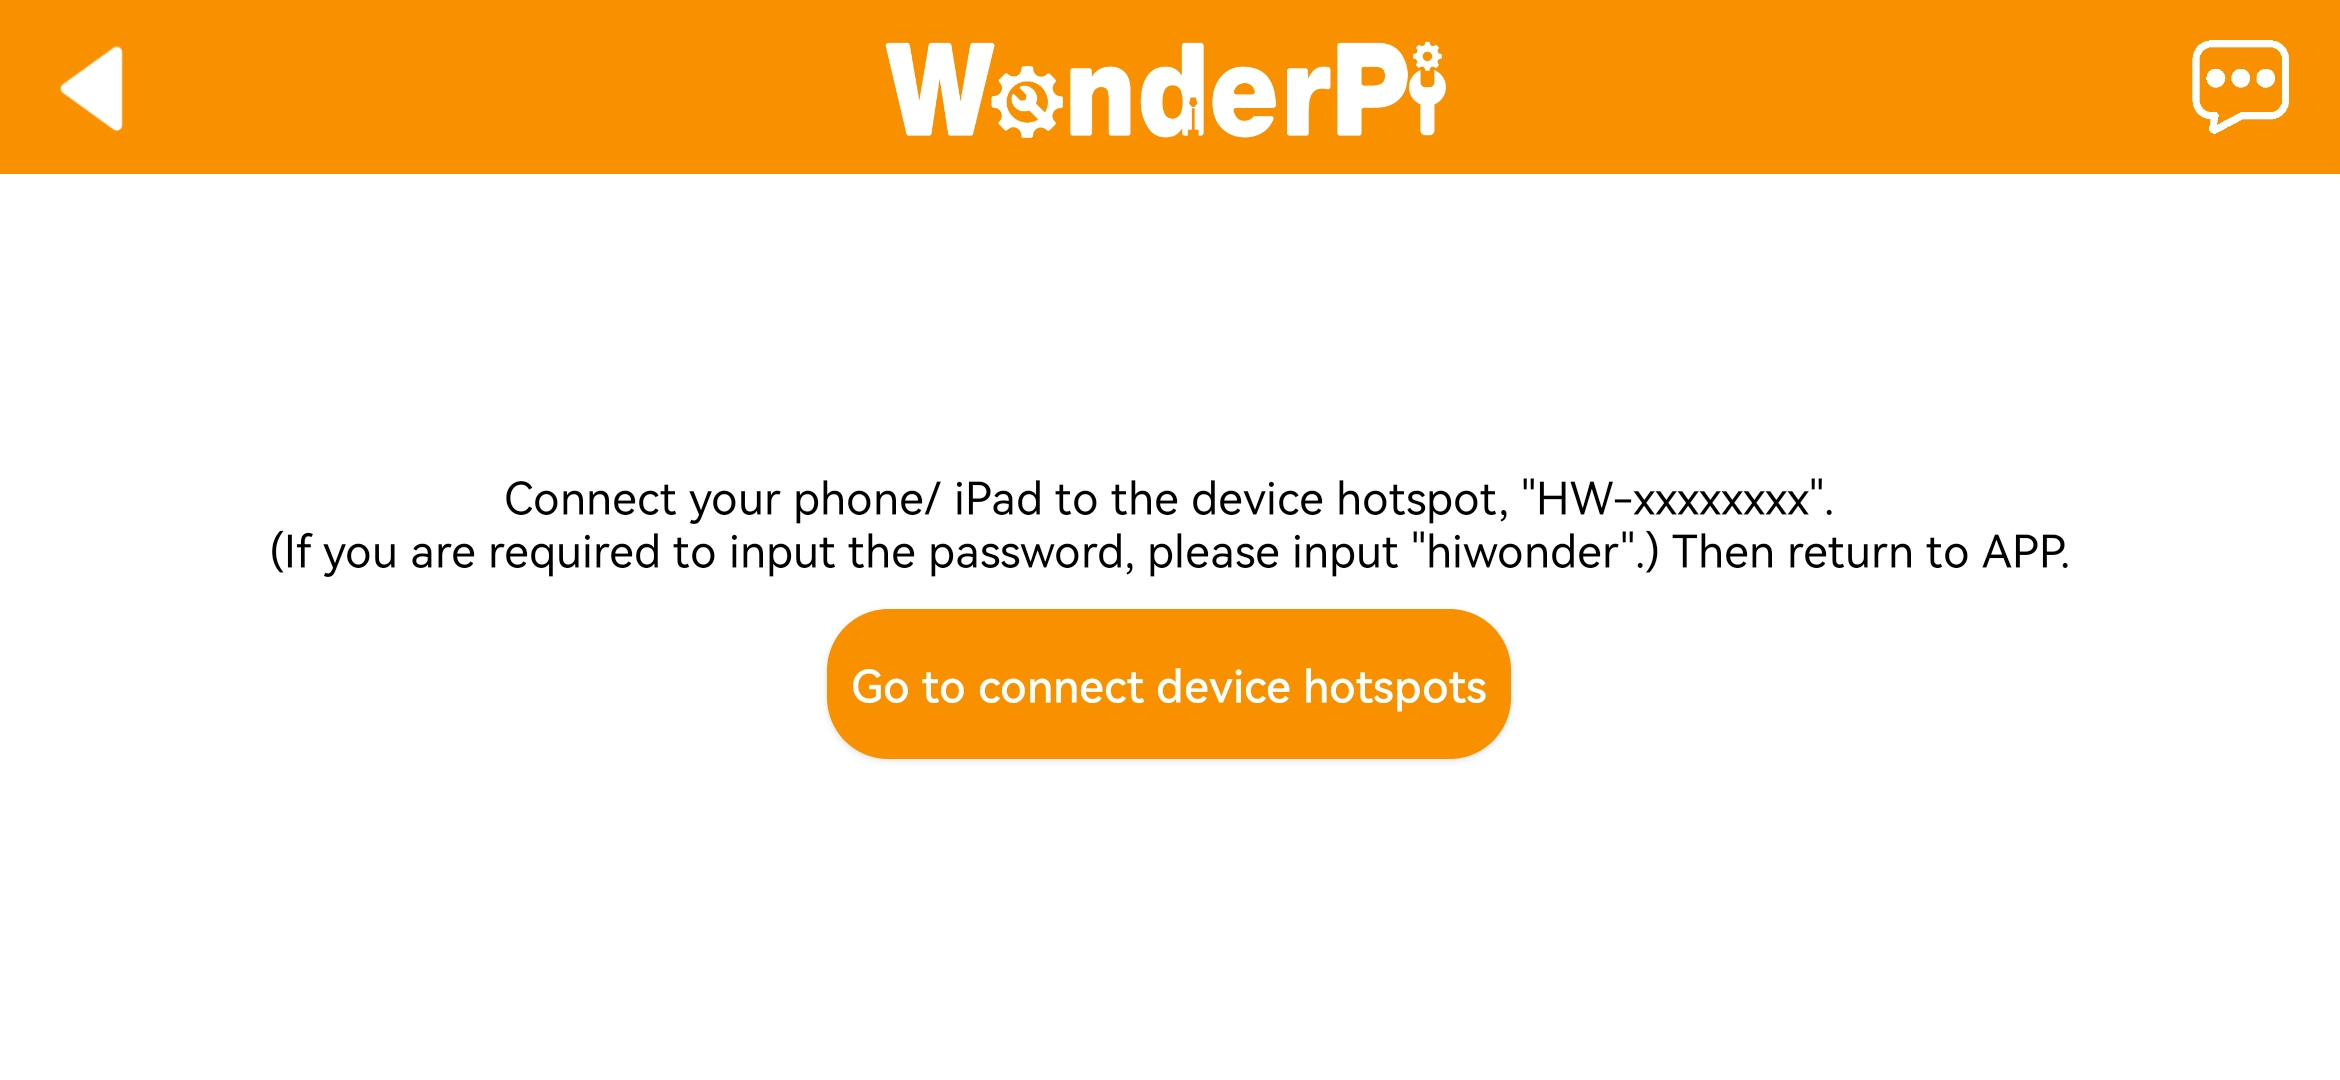 WonderPi
Connect your phone/ iPad to the device hotspot, "HW-xxxxxxxx".
(If you are required to input the password, please input "hiwonder".) Then return to APP.
Go to connect device hotspots